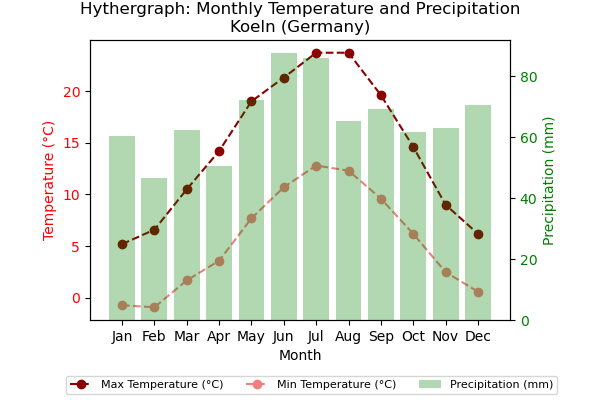 Hythergraph: Monthly Temperature and Precipitation
Koeln (Germany)
Temperature (°C)
20
15
10
5
0
80
60
40
20
0
Precipitation (mm)
Jan Feb Mar Apr May Jun Jul Aug Sep Oct Nov Dec
Month
Max Temperature (°C) Min Temperature (°C) Precipitation (mm)